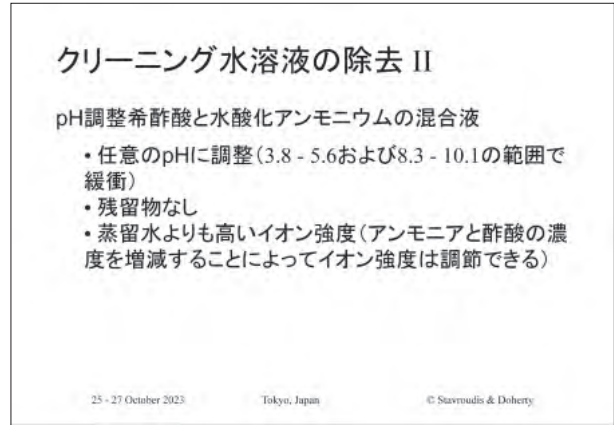 クリーニング水溶液の除去 II
pH調整希酢酸と水酸化アンモニウムの混合液
• 任意のpHに調整(3.8 - 5.6および8.3 - 10.1の範囲で
緩衝)
• 残留物なし
• 蒸留水よりも高いイオン強度(アンモニアと酢酸の濃
度を増減することによってイオン強度は調節できる)
25 - 27 October 2023 Tokyo, Japan © Stavroudis & Doherty